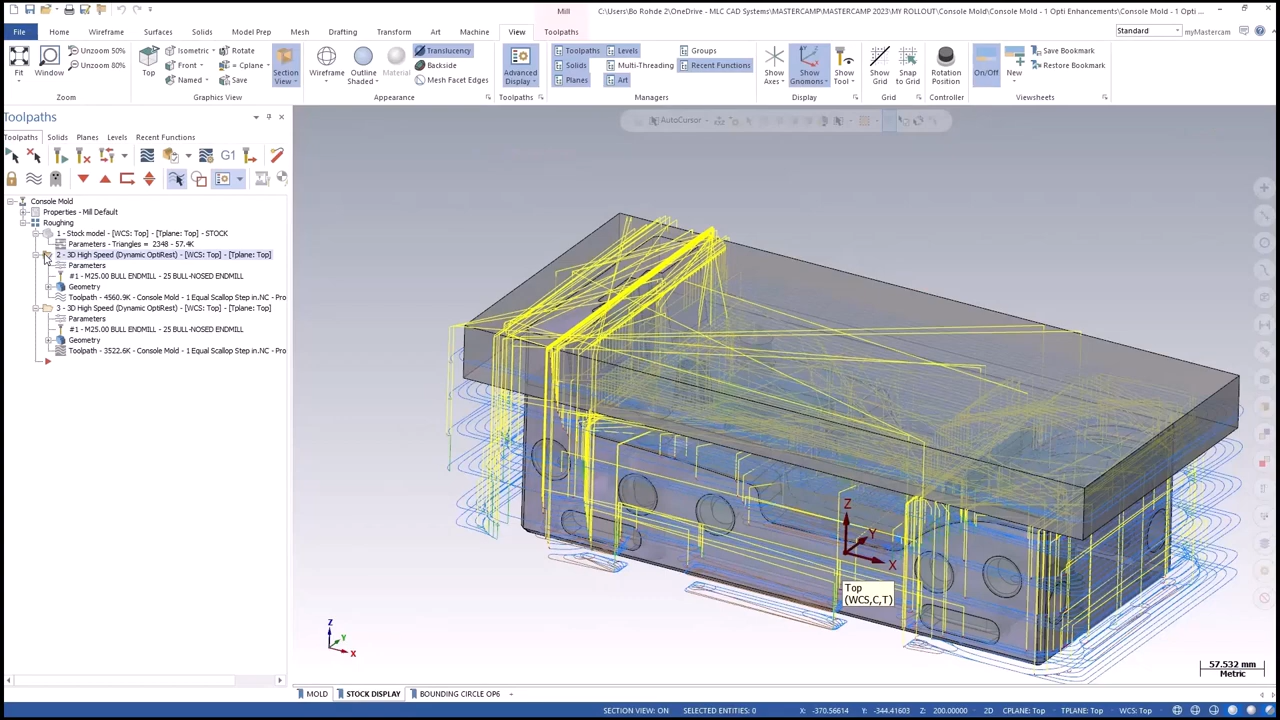 Mill
C:\Users\Bo Rohde 2\OneDrive - MLC CAD Systems\MASTERCAMP\MASTERCAMP 2023\MY ROLLOUT\Console Mold\Console Mold - 1 Opti Enhancements\Console Mold - 1 Opti ...
File Home Wireframe Surfaces Solids Model Prep Mesh Drafting Transform Art Machine View Toolpaths
Standard myMastercam
Fit
Window
Unzoom 50%
Unzoom 80%
Zoom
Top
Isometric
Front
Named
Rotate
= Cplane
Save
Graphics View
Section View
Wireframe
Outline Shaded
Material
Translucency
Backside
Mesh Facet Edges
Appearance
Advanced Display
Toolpaths
Toolpaths Levels Groups
Solids Multi-Threading Recent Functions
Planes Art
Managers
Show Axes
Show Gnomons
Show Tool
Display
Show Grid
Snap to Grid
Grid
Rotation Position
Controller
On/Off
New
Save Bookmark
Restore Bookmark
Viewsheets
Toolpaths
Toolpaths Solids Planes Levels Recent Functions
AutoCursor
G1
Console Mold
Properties - Mill Default
Roughing
1 - Stock model - [WCS: Top] - [Tplane: Top] - STOCK
Parameters - Triangles = 2348 - 57.4K
2 - 3D High Speed (Dynamic OptiRest) - [WCS: Top] - [Tplane: Top]
Parameters
#1 - M25.00 BULL ENDMILL - 25 BULL-NOSED ENDMILL
Geometry
Toolpath - 4560.9K - Console Mold - 1 Equal Scallop Step in.NC - Pro
3 - 3D High Speed (Dynamic OptiRest) - [WCS: Top] - [Tplane: Top]
Parameters
#1 - M25.00 BULL ENDMILL - 25 BULL-NOSED ENDMILL
Geometry
Toolpath - 3522.6K - Console Mold - 1 Equal Scallop Step in.NC - Pro
Z
Y
X
Top
(WCS,C,T)
Z
Y
X
57.532 mm
Metric
MOLD STOCK DISPLAY BOUNDING CIRCLE OP6 +
SECTION VIEW: ON SELECTED ENTITIES: 0 X: -370.56614 Y: -344.41603 Z: 200.00000 2D CPLANE: Top TPLANE: Top WCS: Top